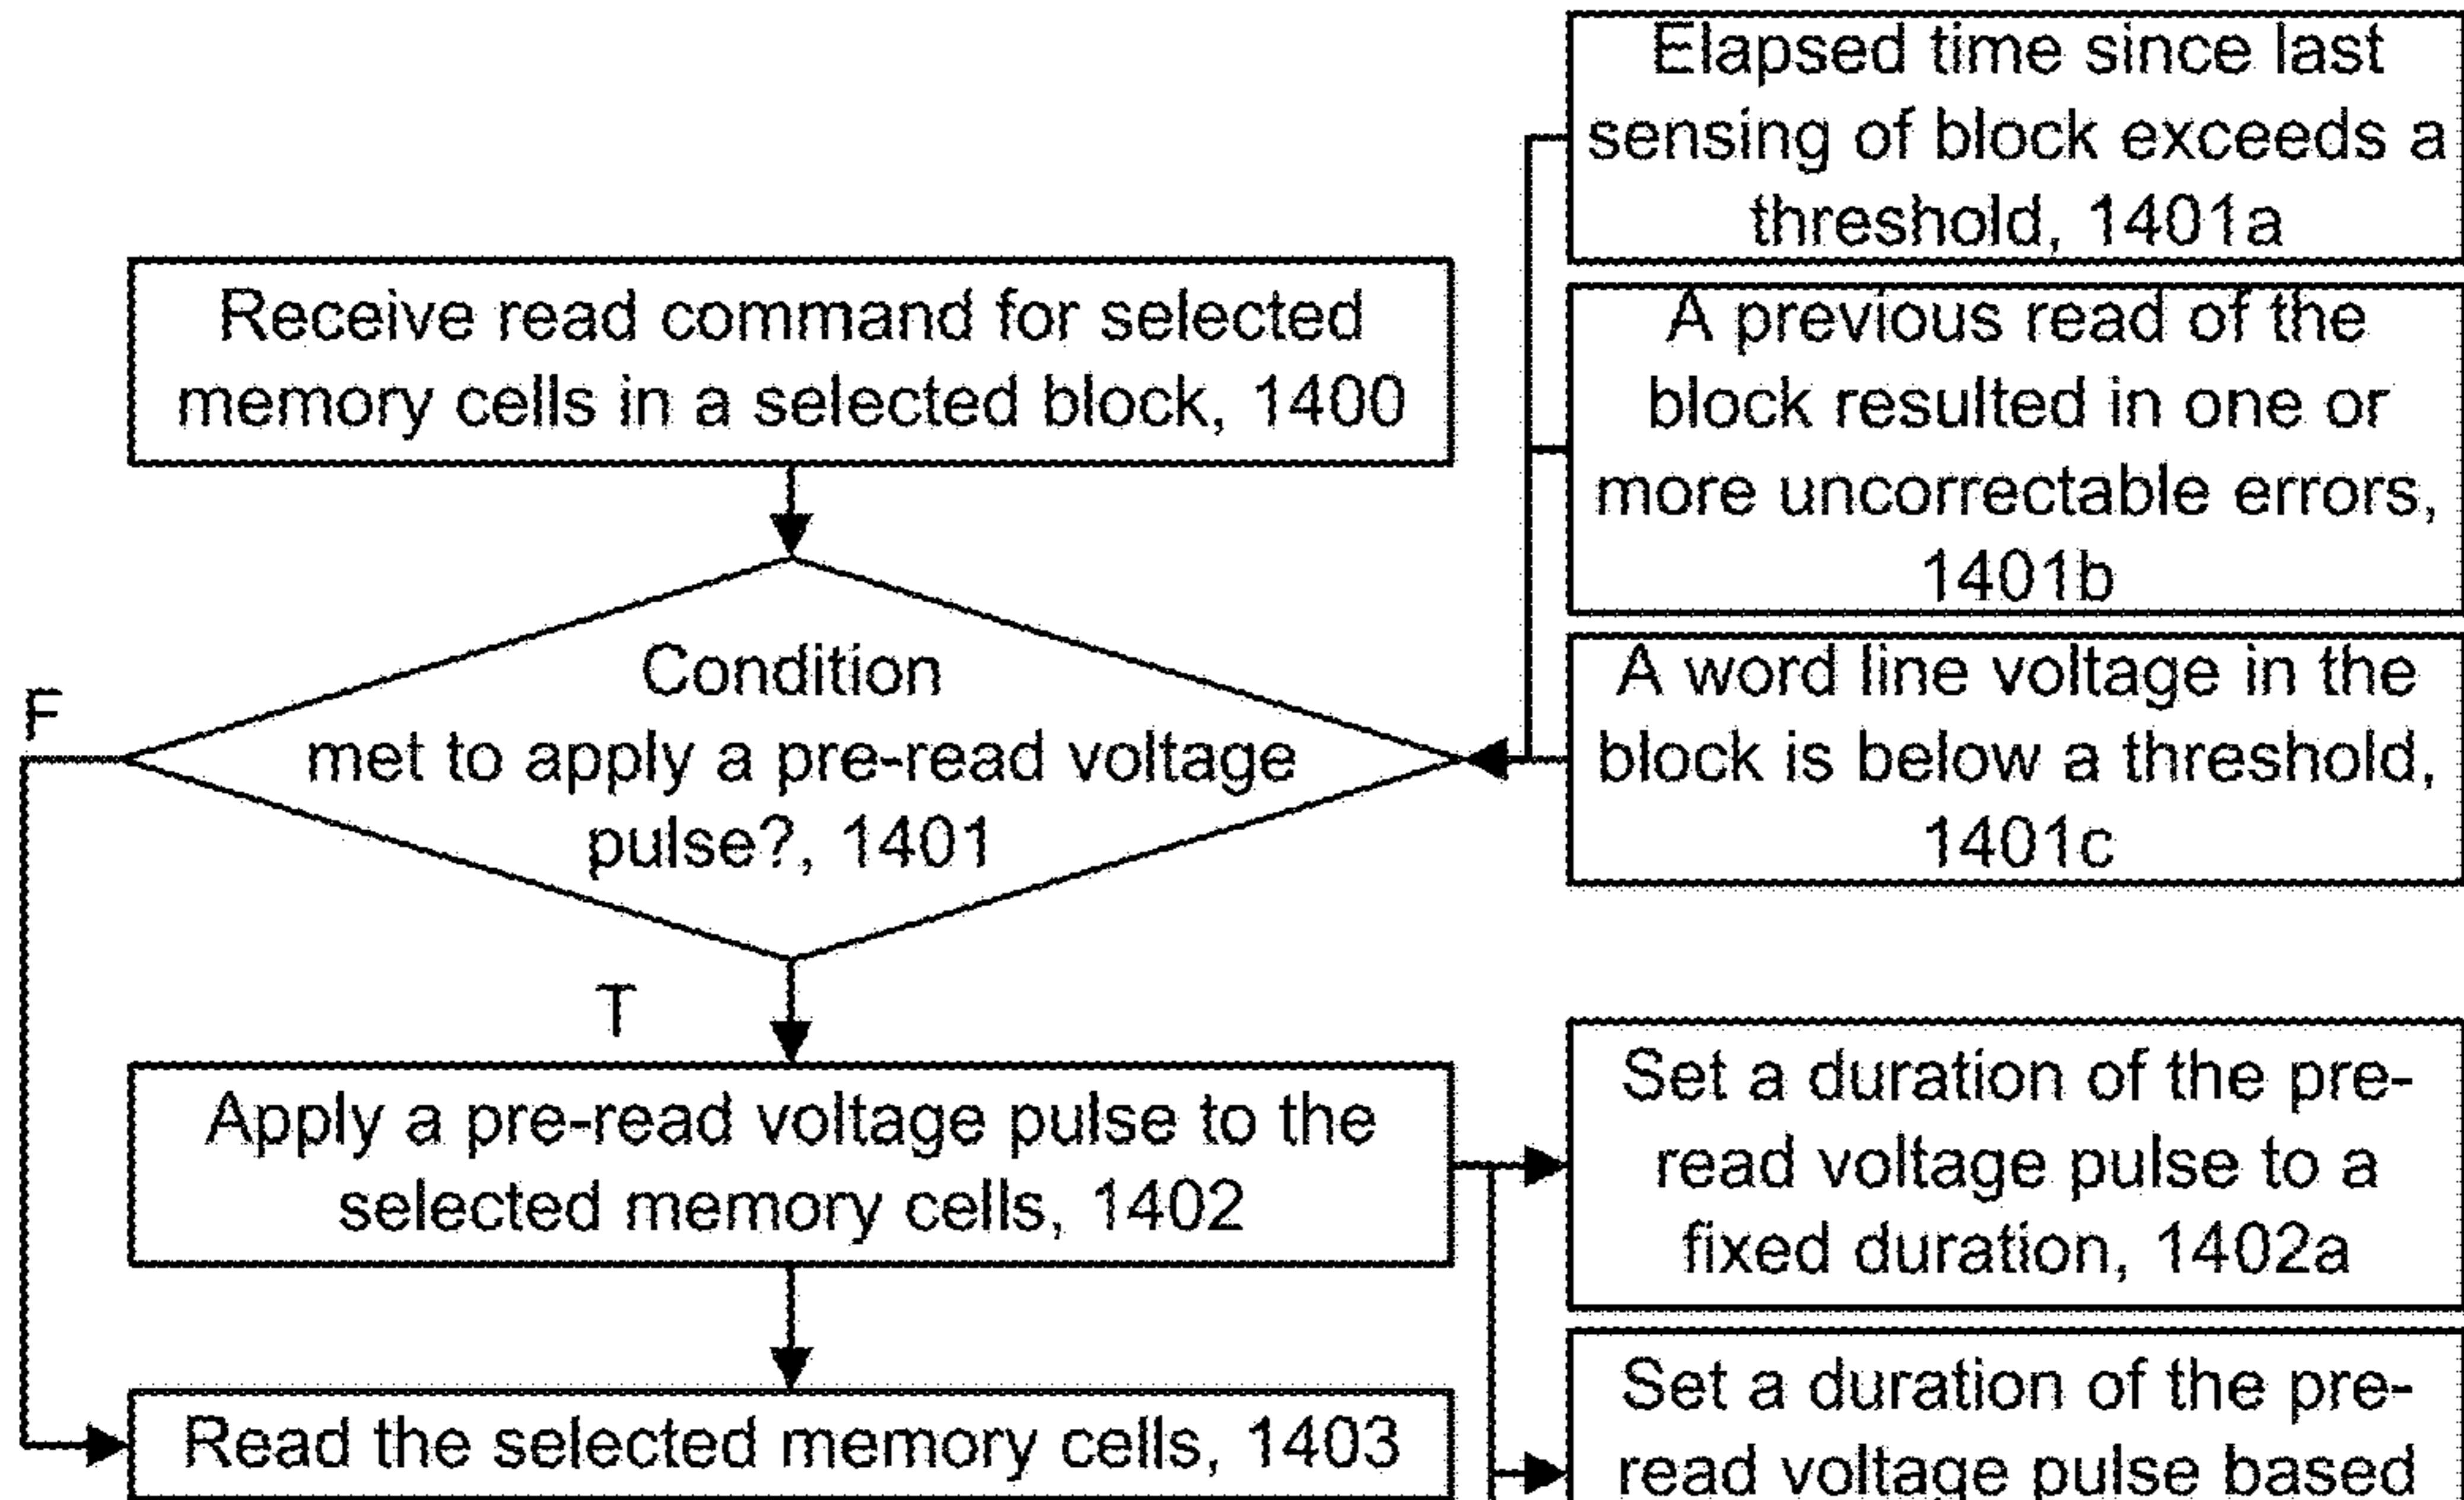 Elapsed time since last
sensing of block exceeds a
threshold, 1401a
Receive read command for selected
memory cells in a selected block, 1400
A previous read of the
block resulted in one or
more uncorrectable errors,
1401b
Condition
met to apply a pre-read voltage
pulse?, 1401
F
A word line voltage in the
block is below a threshold,
1401c
T
Apply a pre-read voltage pulse to the
selected memory cells, 1402
Set a duration of the pre-
read voltage pulse to a
fixed duration, 1402a
Read the selected memory cells, 1403
Set a duration of the pre-
read voltage pulse based